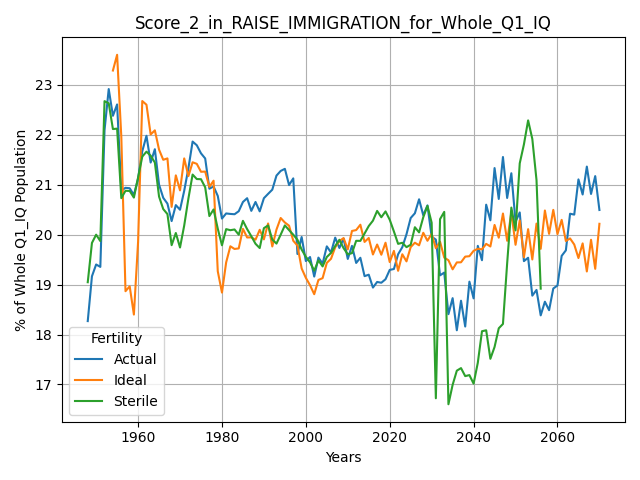 Score_2_in_RAISE_IMMIGRATION_for_Whole_Q1_IQ
% of Whole Q1_IQ Population
23
22
21
20
19
18
17
Fertility
Actual
Ideal
Sterile
1960
1980
2000
2020
2040
2060
Years